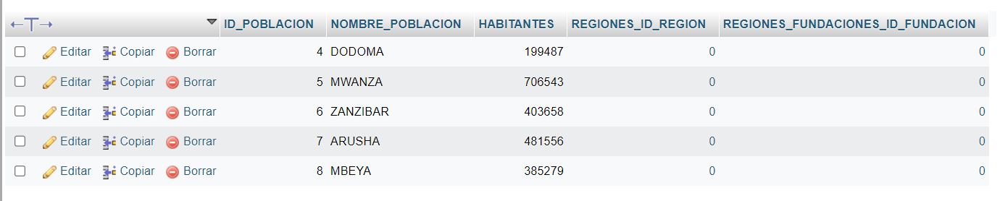 ID_POBLACION NOMBRE_POBLACION HABITANTES REGIONES_ID_REGION REGIONES_FUNDACIONES_ID_FUNDACION
Editar Copiar Borrar 4 DODOMA 199487 0 0
Editar Copiar Borrar 5 MWANZA 706543 0 0
Editar Copiar Borrar 6 ZANZIBAR 403658 0 0
Editar Copiar Borrar 7 ARUSHA 481556 0 0
Editar Copiar Borrar 8 MBEYA 385279 0 0